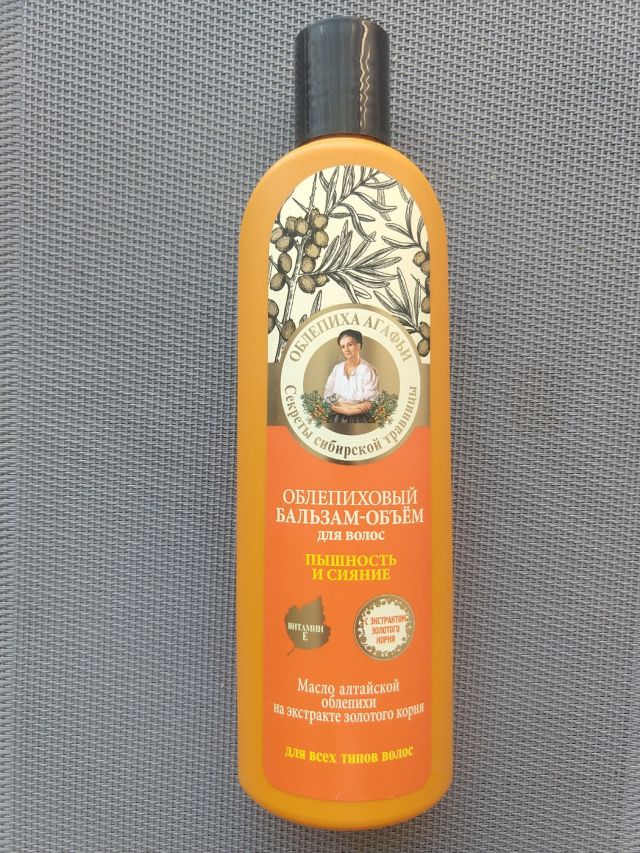 ОБЛЕПИХА АГАФЬИ
Секреты сибирской травницы
ОБЛЕПИХОВЫЙ
БАЛЬЗАМ-ОБЪЁМ
для волос
ПЫШНОСТЬ
И СИЯНИЕ
ВИТАМИН
Е
С ЭКСТРАКТОМ
ЗОЛОТОГО
КОРНЯ
Масло алтайской
облепихи
на экстракте золотого корня
для всех типов волос